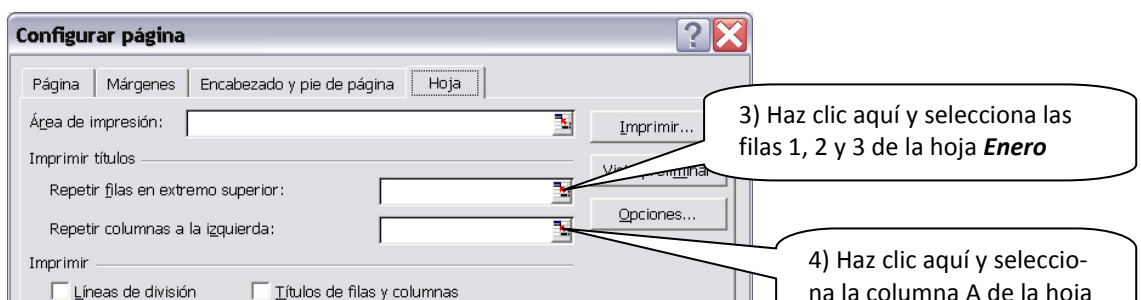 Configurar página
Página Márgenes Encabezado y pie de página Hoja
Área de impresión:
Imprimir...
3) Haz clic aquí y selecciona las
filas 1, 2 y 3 de la hoja Enero
Imprimir títulos
Repetir filas en extremo superior:
Repetir columnas a la izquierda:
Opciones...
4) Haz clic aquí y seleccio-
na la columna A de la hoja
Imprimir
Líneas de división Títulos de filas y columnas